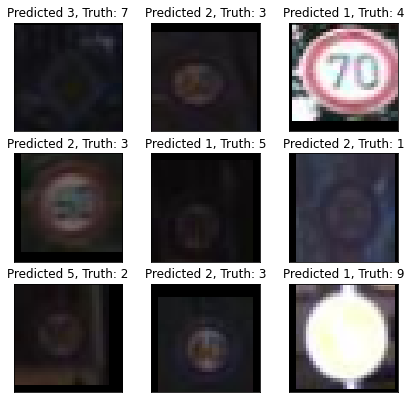 Predicted 3, Truth: 7
Predicted 2, Truth: 3
Predicted 1, Truth: 4
70
Predicted 2, Truth: 3
Predicted 1, Truth: 5
Predicted 2, Truth: 1
Predicted 5, Truth: 2
Predicted 2, Truth: 3
Predicted 1, Truth: 9